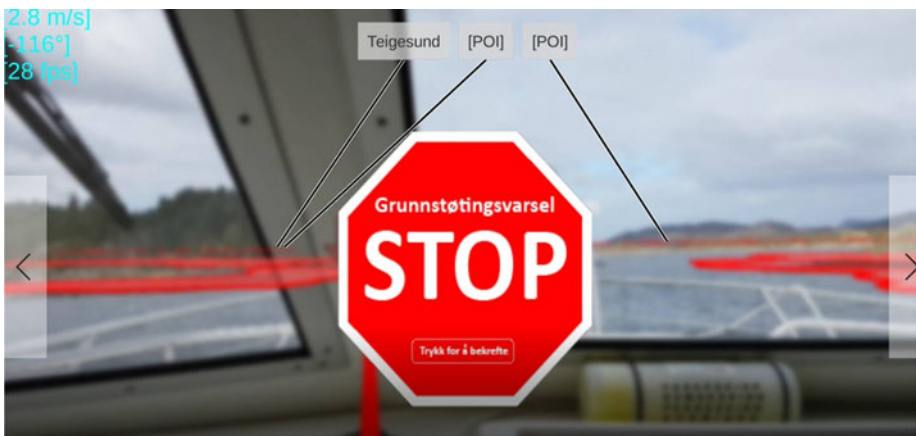 [2.8 m/s]
[-116°]
[28 fps]
Teigesund
[POI]
[POI]
Grunnstøtingsvarsel
STOP
Trykk for å bekrefte